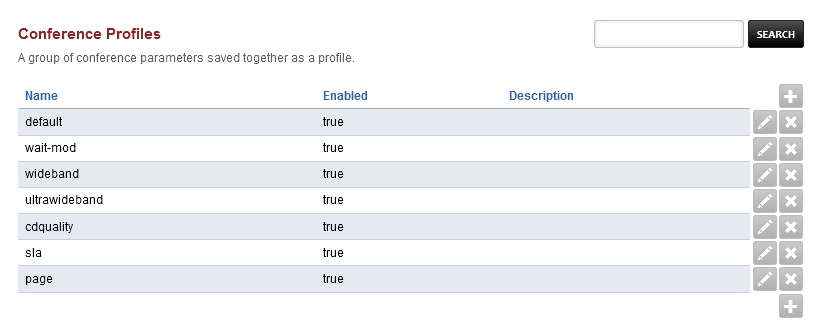 Conference Profiles
SEARCH
A group of conference parameters saved together as a profile.
Name Enabled Description
default true
wait-mod true
wideband true
ultrawideband true
cdquality true
sla true
page true